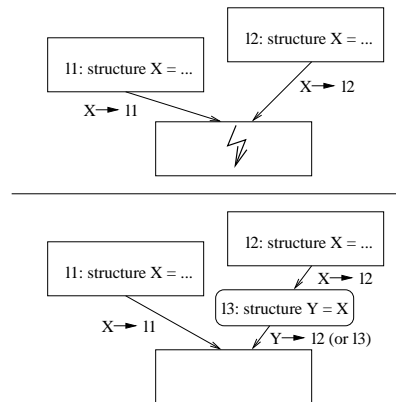 l2: structure X = ...
l1: structure X = ...
X → l2
X → l1
l2: structure X = ...
l1: structure X = ...
X → l2
l3: structure Y = X
X → l1
Y → l2 (or l3)